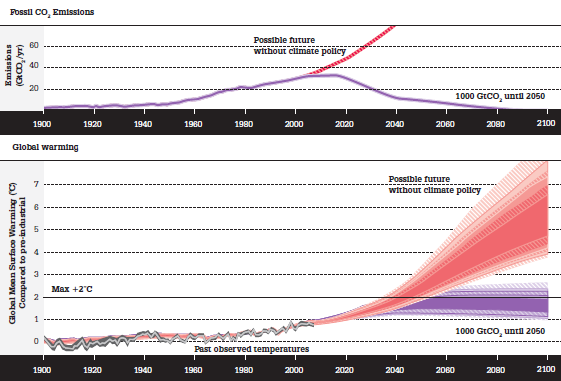 Fossil CO2 Emissions
Emissions
(GtCO2/yr)
60
40
20
Possible future
without climate policy
1000 GtCO2 until 2050
1900 1920 1940 1960 1980 2000 2020 2040 2060 2080 2100
Global warming
Global Mean Surface Warming (°C)
Compared to pre-industrial
7
6
5
4
3
2
1
0
Possible future
without climate policy
Max +2°C
1000 GtCO2 until 2050
Past observed temperatures
1900 1920 1940 1960 1980 2000 2020 2040 2060 2080 2100